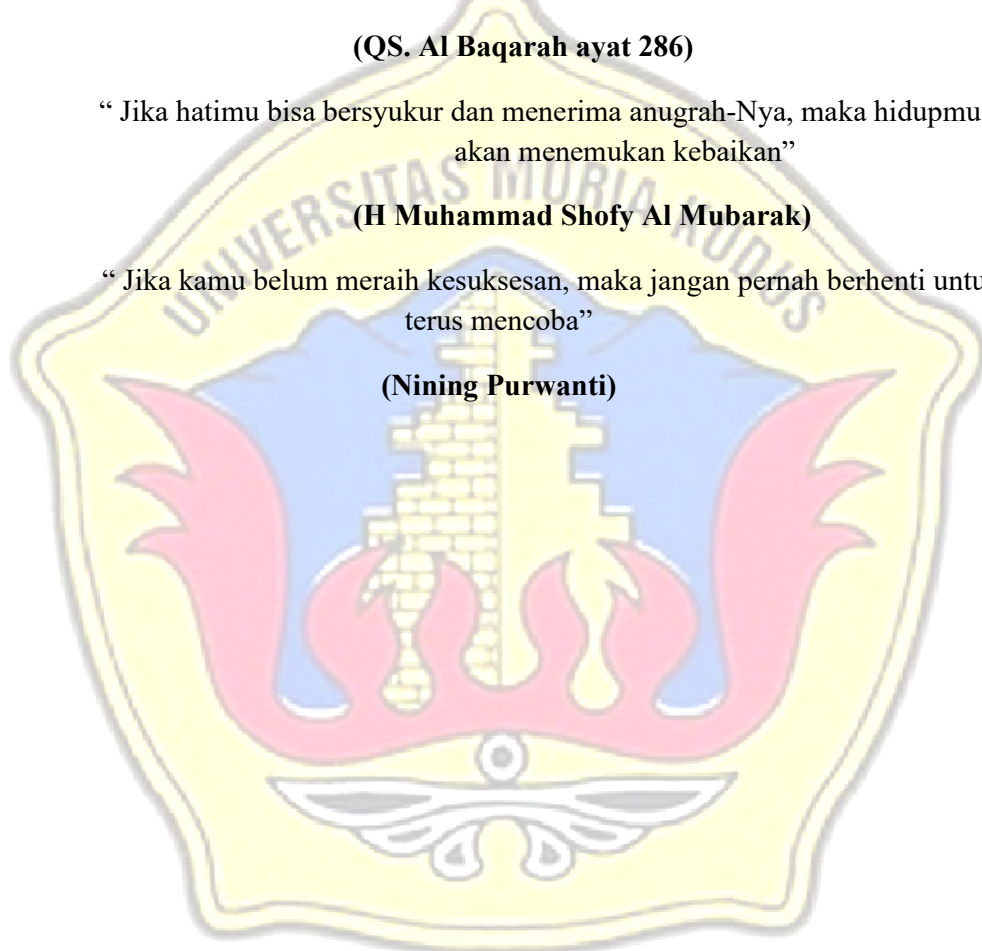 (QS. Al Baqarah ayat 286)
“ Jika hatimu bisa bersyukur dan menerima anugrah-Nya, maka hidupmu
akan menemukan kebaikan”
UNIVERSITAS MURIA KUDUS
(H Muhammad Shofy Al Mubarak)
“ Jika kamu belum meraih kesuksesan, maka jangan pernah berhenti
terus mencoba”
(Nining Purwanti)